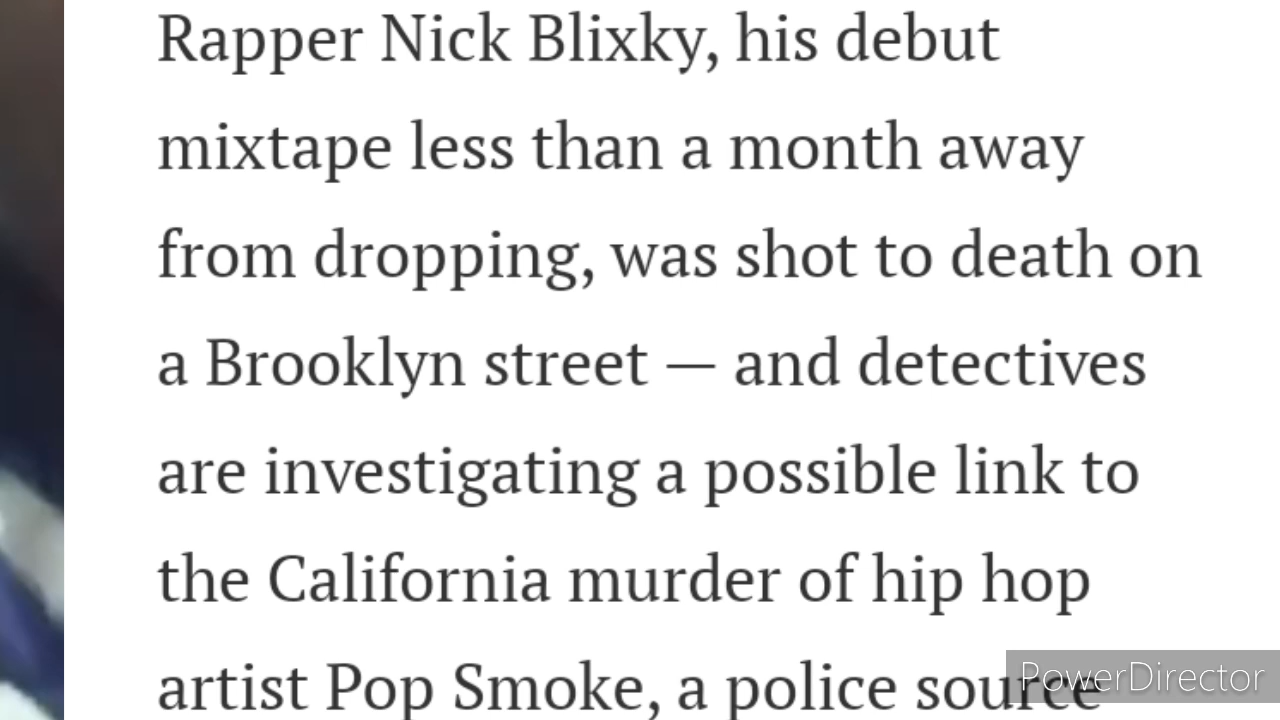 Rapper Nick Blixky, his debut
mixtape less than a month away
from dropping, was shot to death on
a Brooklyn street — and detectives
are investigating a possible link to
the California murder of hip hop
artist Pop Smoke, a police source
PowerDirector